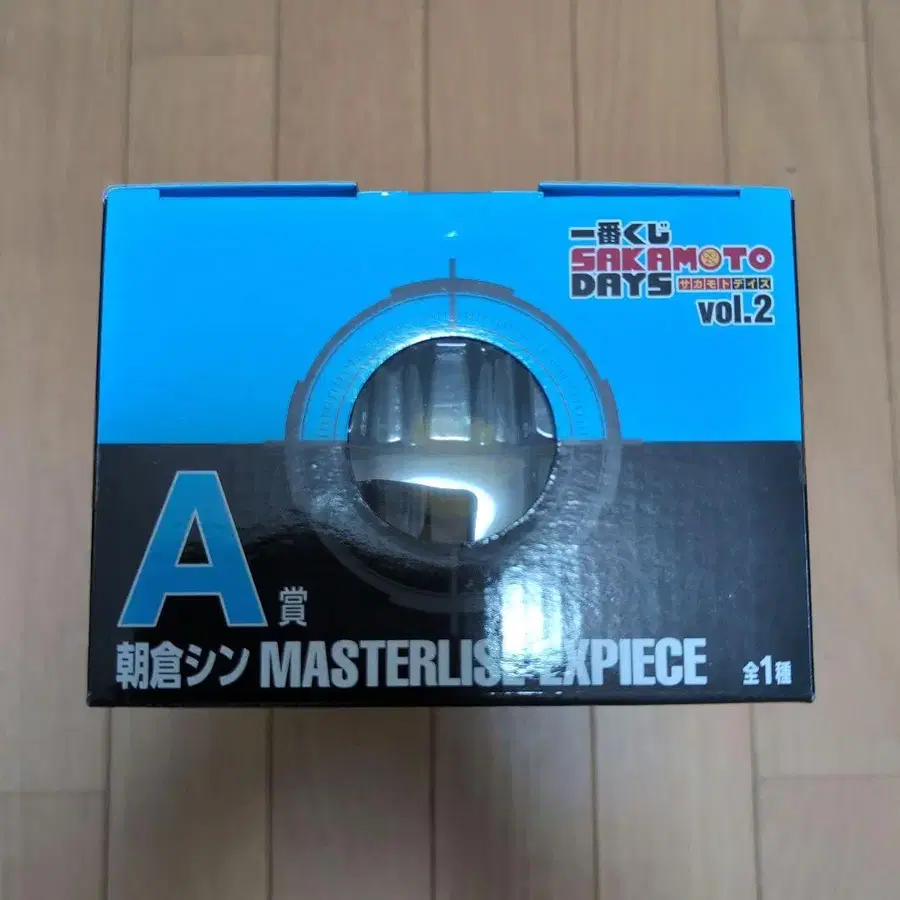 一番くじ
SAKAMOTO
DAYS サカモトデイズ
vol.2
A賞
朝倉シン MASTERLISE EXPIECE 全1種